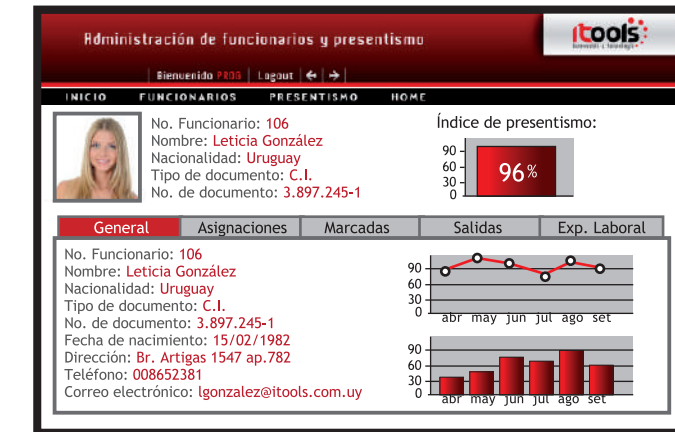 Administración de funcionarios y presentismo
itools:
Bienvenido PROG | Logout | ← | → |
INICIO FUNCIONARIOS PRESENTISMO HOME
No. Funcionario: 106
Nombre: Leticia González
Nacionalidad: Uruguay
Tipo de documento: C.I.
No. de documento: 3.897.245-1
Índice de presentismo:
90
60
30
0
96%
General Asignaciones Marcadas Salidas Exp. Laboral
No. Funcionario: 106
Nombre: Leticia González
Nacionalidad: Uruguay
Tipo de documento: C.I.
No. de documento: 3.897.245-1
Fecha de nacimiento: 15/02/1982
Dirección: Br. Artigas 1547 ap.782
Teléfono: 008652381
Correo electrónico: lgonzalez@itools.com.uy
90
60
30
0
abr may jun jul ago set
90
60
30
0
abr may jun jul ago set